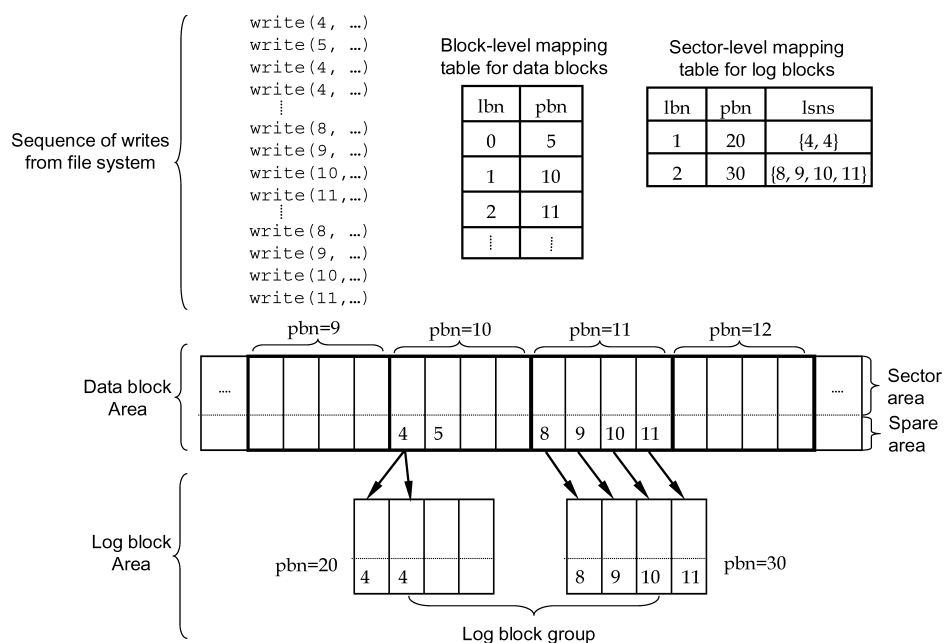 write(4, …)
write(5, …)
write(4, …)
write(4, …)
⋮
write(8, …)
write(9, …)
write(10,…)
write(11,…)
⋮
write(8, …)
write(9, …)
write(10,…)
write(11,…)
Sequence of writes
from file system
Block-level mapping
table for data blocks
lbn pbn
0 5
1 10
2 11
⋮ ⋮
Sector-level mapping
table for log blocks
lbn pbn lsns
1 20 {4, 4}
2 30 {8, 9, 10, 11}
pbn=9 pbn=10 pbn=11 pbn=12
Data block
Area
.... ....
4 5 8 9 10 11
Sector
area
Spare
area
Log block
Area
pbn=20
4 4
8 9 10 11
pbn=30
Log block group